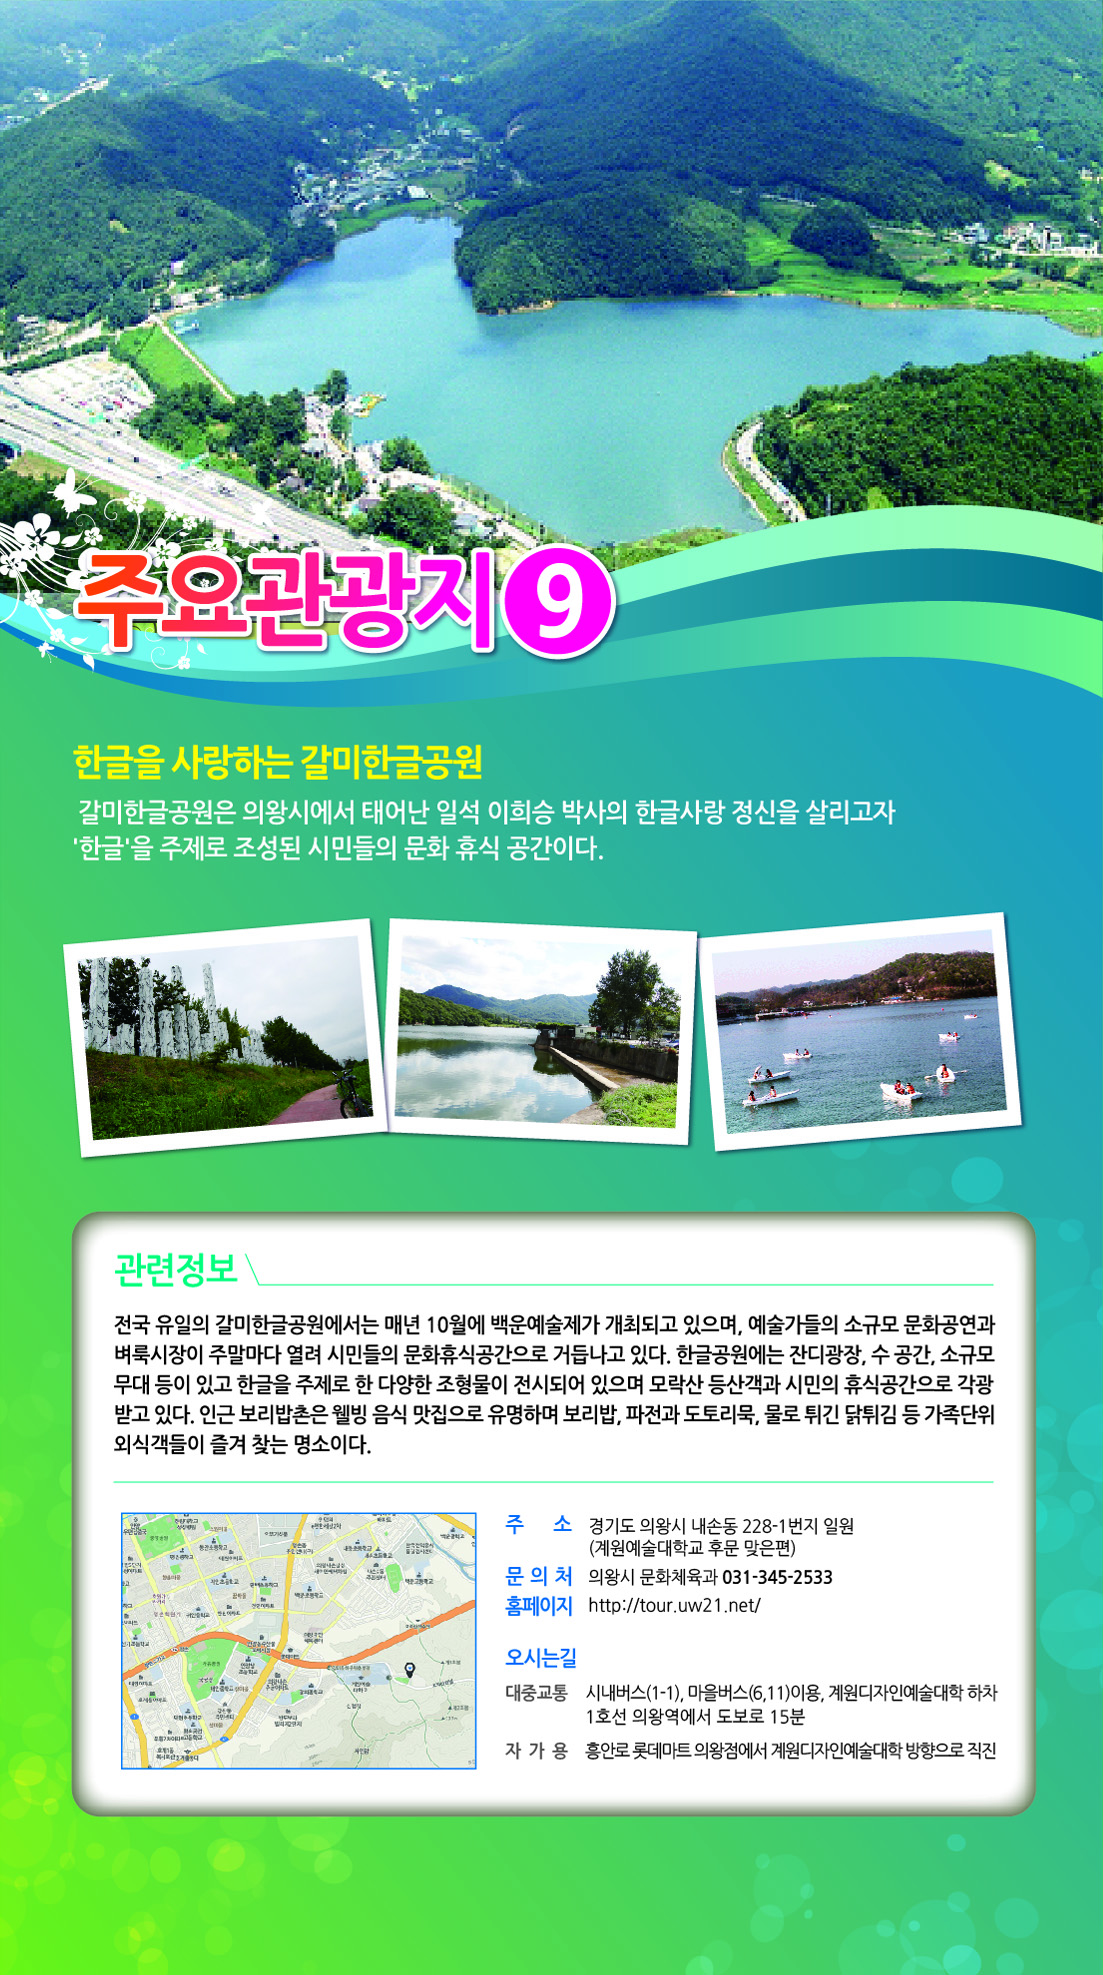 주요관광지 9
한글을 사랑하는 갈미한글공원
갈미한글공원은 의왕시에서 태어난 일석 이희승 박사의 한글사랑 정신을 살리고자
'한글'을 주제로 조성된 시민들의 문화 휴식 공간이다.
관련정보
전국 유일의 갈미한글공원에서는 매년 10월에 백운예술제가 개최되고 있으며, 예술가들의 소규모 문화공연과
벼룩시장이 주말마다 열려 시민들의 문화휴식공간으로 거듭나고 있다. 한글공원에는 잔디광장, 수 공간, 소규모
무대 등이 있고 한글을 주제로 한 다양한 조형물이 전시되어 있으며 모락산 등산객과 시민의 휴식공간으로 각광
받고 있다. 인근 보리밥촌은 웰빙 음식 맛집으로 유명하며 보리밥, 파전과 도토리묵, 물로 튀긴 닭튀김 등 가족단위
외식객들이 즐겨 찾는 명소이다.
주 소 경기도 의왕시 내손동 228-1번지 일원
(계원예술대학교 후문 맞은편)
문 의 처 의왕시 문화체육과 031-345-2533
홈페이지 http://tour.uw21.net/
오시는길
대중교통 시내버스(1-1), 마을버스(6,11)이용, 계원디자인예술대학 하차
1호선 의왕역에서 도보로 15분
자 가 용 흥안로 롯데마트 의왕점에서 계원디자인예술대학 방향으로 직진